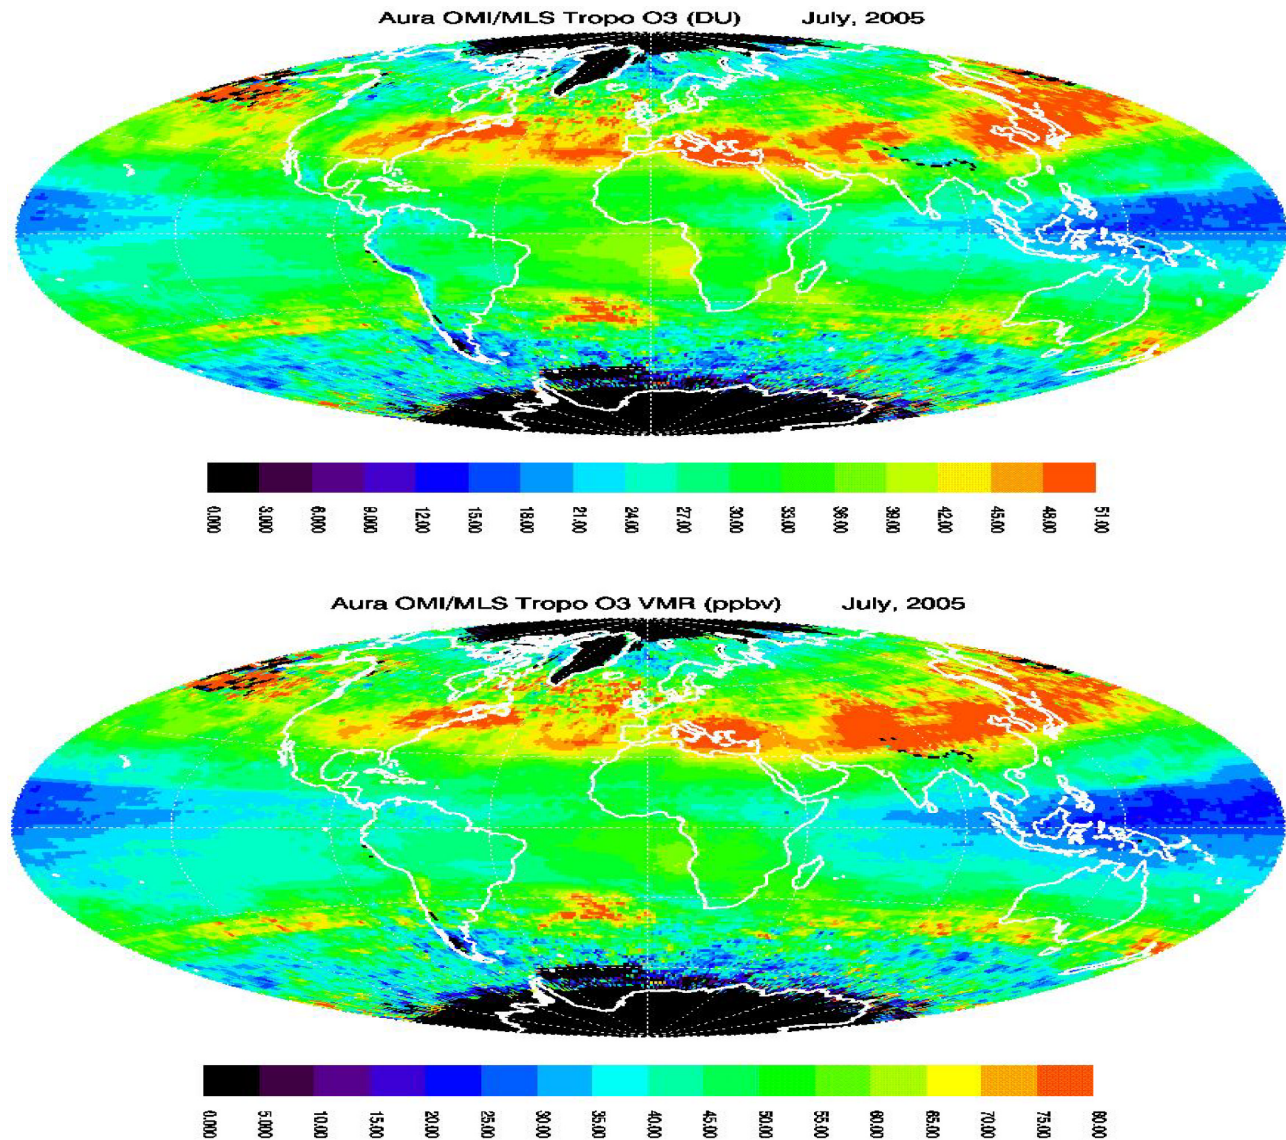 Aura OMI/MLS Tropo O3 (DU) July, 2005
0.000 3.000 6.000 9.000 12.00 15.00 18.00 21.00 24.00 27.00 30.00 33.00 36.00 39.00 42.00 45.00 48.00 51.00
Aura OMI/MLS Tropo O3 VMR (ppbv) July, 2005
0.000 5.000 10.00 15.00 20.00 25.00 30.00 35.00 40.00 45.00 50.00 55.00 60.00 65.00 70.00 75.00 80.00